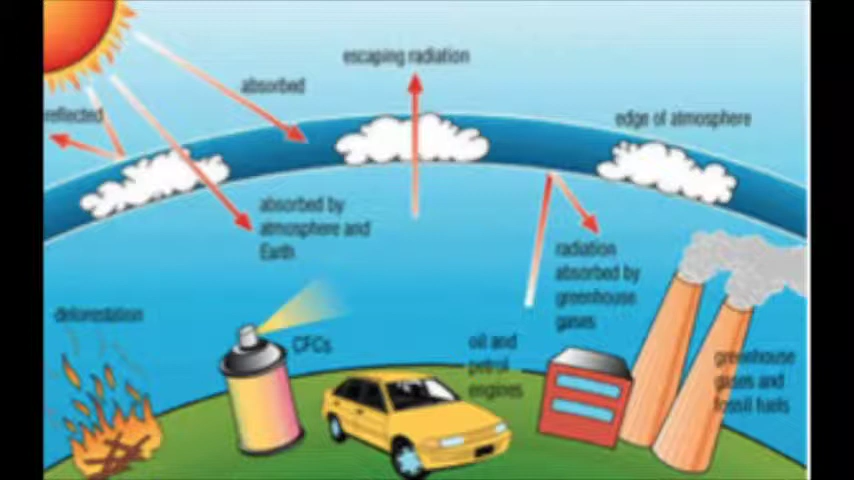 escaping radiation
absorbed
reflected
edge of atmosphere
absorbed by
atmosphere and
Earth
radiation
absorbed by
greenhouse
gases
deforestation
CFCs
oil and
petrol
engines
greenhouse
gases and
fossil fuels